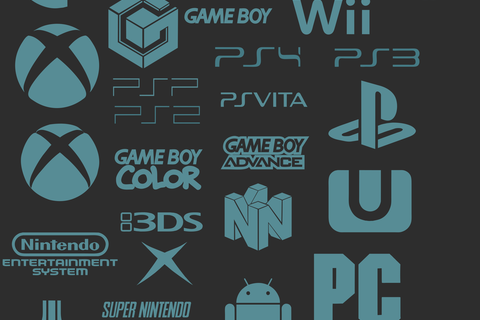 GAME BOY
Wii
PS4
PS3
PSP
PS2
PSVITA
GAME BOY
COLOR
GAME BOY
ADVANCE
3DS
N
U
Nintendo
ENTERTAINMENT
SYSTEM
PC
SUPER NINTENDO